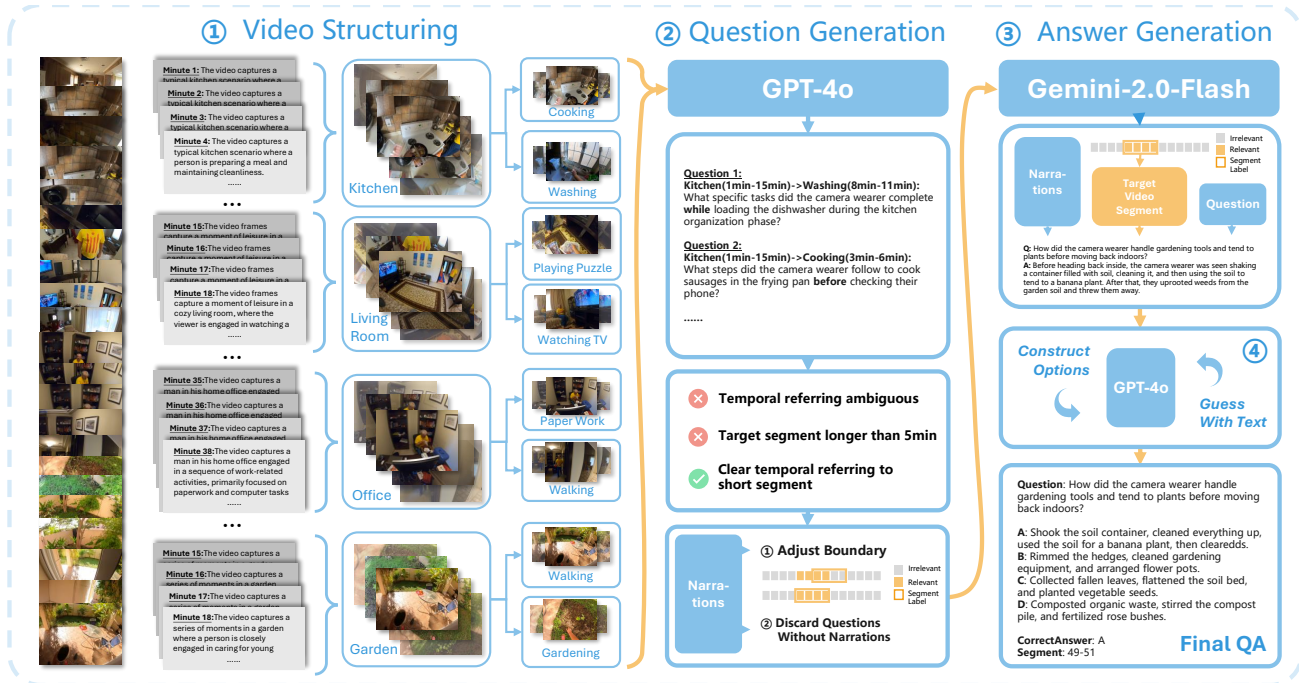 ① Video Structuring
Minute 1: The video captures a
typical kitchen scenario where a
Minute 2: The video captures a
typical kitchen scenario where a
Minute 3: The video captures a
typical kitchen scenario where a
Minute 4: The video captures a
typical kitchen scenario where a
person is preparing a meal and
maintaining cleanliness.
......
...
Minute 15: The video frames
capture a moment of leisure in a
Minute 16: The video frames
capture a moment of leisure in a
Minute 17: The video frames
capture a moment of leisure in a
Minute 18: The video frames
capture a moment of leisure in a
cozy living room, where the
viewer is engaged in watching a
......
...
Minute 35:The video captures a
man in his home office engaged
Minute 36:The video captures a
man in his home office engaged
Minute 37:The video captures a
man in his home office engaged
Minute 38:The video captures a
man in his home office engaged
in a sequence of work-related
activities, primarily focused on
paperwork and computer tasks
......
...
Minute 15:The video captures a
series of moments in a garden
Minute 16:The video captures a
series of moments in a garden
Minute 17:The video captures a
series of moments in a garden
Minute 18:The video captures a
series of moments in a garden
where a person is closely
engaged in caring for young
......
Kitchen
Cooking
Washing
Living
Room
Playing Puzzle
Watching TV
Office
Paper Work
Walking
Garden
Walking
Gardening
② Question Generation
GPT-4o
Question 1:
Kitchen(1min-15min)->Washing(8min-11min):
What specific tasks did the camera wearer complete
while loading the dishwasher during the kitchen
organization phase?
Question 2:
Kitchen(1min-15min)->Cooking(3min-6min):
What steps did the camera wearer follow to cook
sausages in the frying pan before checking their
phone?
......
Temporal referring ambiguous
Target segment longer than 5min
Clear temporal referring to
short segment
Narra-
tions
① Adjust Boundary
Irrelevant
Relevant
Segment
Label
② Discard Questions
Without Narrations
③ Answer Generation
Gemini-2.0-Flash
Narra-
tions
Irrelevant
Relevant
Segment
Label
Target
Video
Segment
Question
Q: How did the camera wearer handle gardening tools and tend to
plants before moving back indoors?
A: Before heading back inside, the camera wearer was seen shaking
a container filled with soil, cleaning it, and then using the soil to
tend to a banana plant. After that, they uprooted weeds from the
garden soil and threw them away.
④
Construct
Options
GPT-4o
Guess
With Text
Question: How did the camera wearer handle
gardening tools and tend to plants before moving
back indoors?
A: Shook the soil container, cleaned everything up,
used the soil for a banana plant, then clearedds.
B: Rimmed the hedges, cleaned gardening
equipment, and arranged flower pots.
C: Collected fallen leaves, flattened the soil bed,
and planted vegetable seeds.
D: Composted organic waste, stirred the compost
pile, and fertilized rose bushes.
CorrectAnswer: A
Segment: 49-51
Final QA